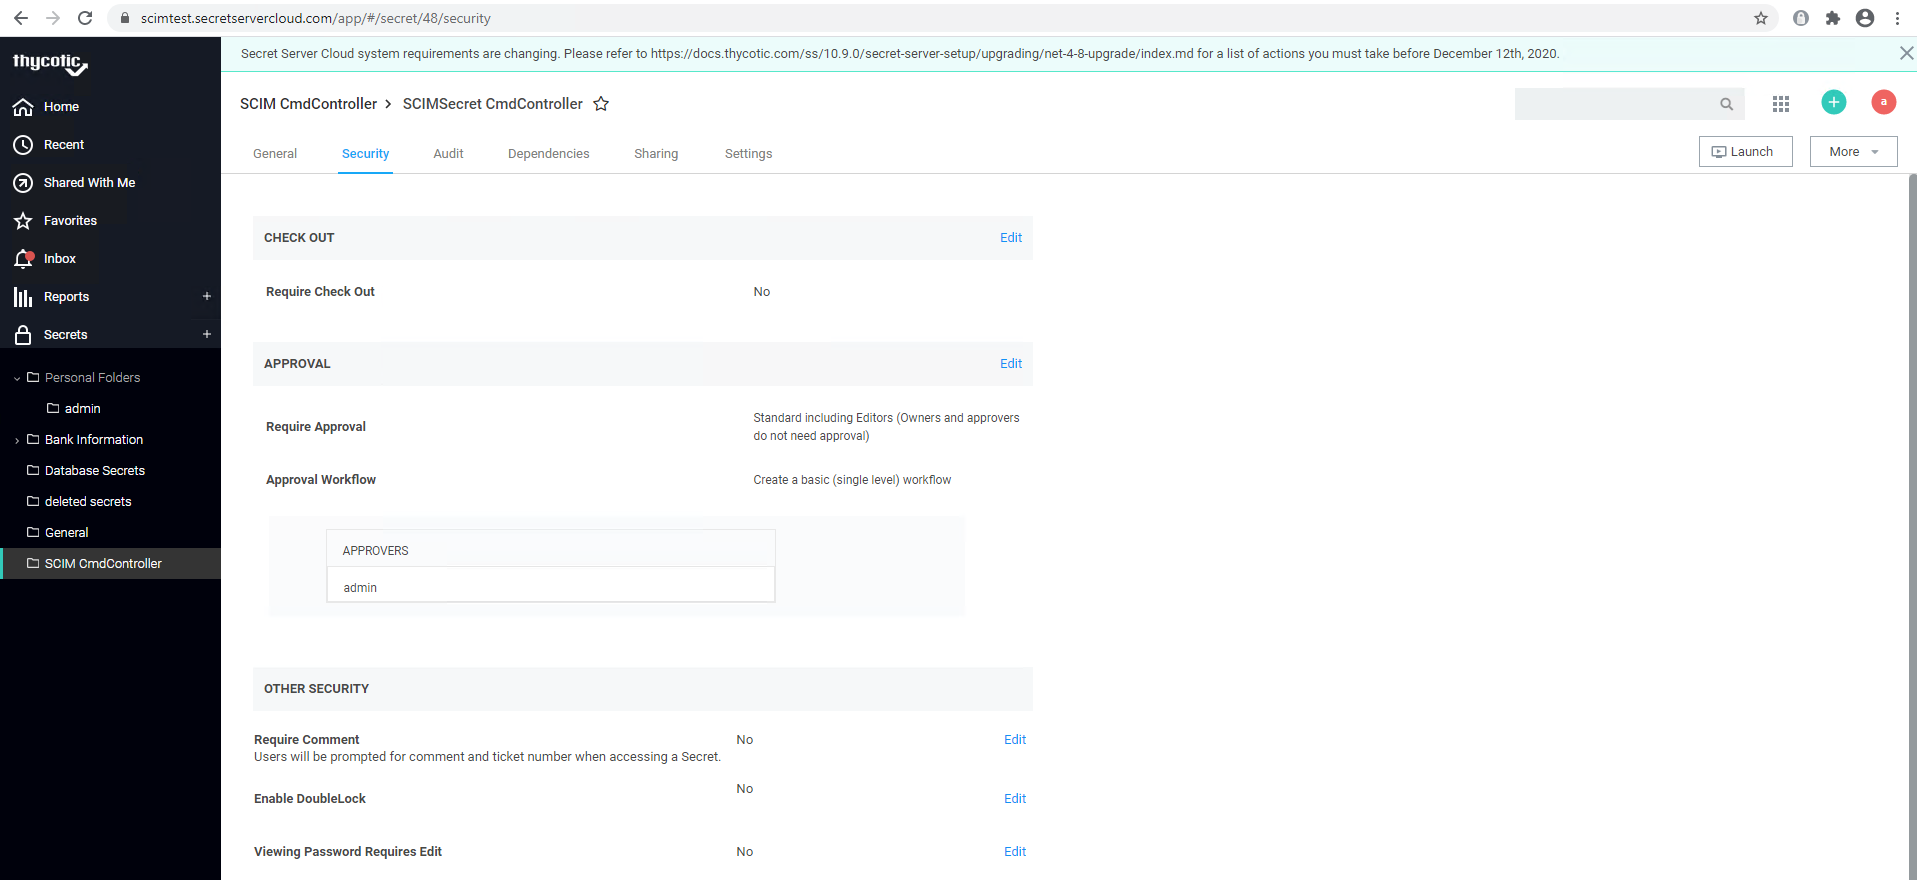 scimtest.secretservercloud.com/app/#/secret/48/security
thycotic
Secret Server Cloud system requirements are changing. Please refer to https://docs.thycotic.com/ss/10.9.0/secret-server-setup/upgrading/net-4-8-upgrade/index.md for a list of actions you must take before December 12th, 2020.
Home
Recent
Shared With Me
Favorites
Inbox
Reports +
Secrets +
Personal Folders
admin
Bank Information
Database Secrets
deleted secrets
General
SCIM CmdController
SCIM CmdController > SCIMSecret CmdController
+ a
General Security Audit Dependencies Sharing Settings
Launch More
CHECK OUT Edit
Require Check Out No
APPROVAL Edit
Require Approval Standard including Editors (Owners and approvers
do not need approval)
Approval Workflow Create a basic (single level) workflow
APPROVERS
admin
OTHER SECURITY
Require Comment No Edit
Users will be prompted for comment and ticket number when accessing a Secret.
Enable DoubleLock No Edit
Viewing Password Requires Edit No Edit